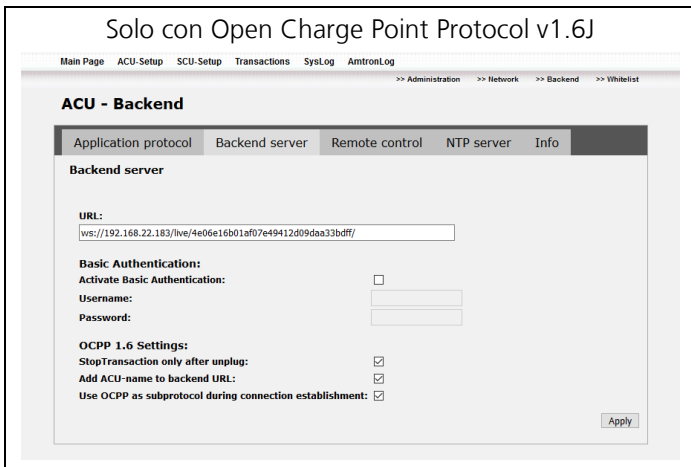 Solo con Open Charge Point Protocol v1.6J
Main Page ACU-Setup SCU-Setup Transactions SysLog AmtronLog
>> Administration >> Network >> Backend >> Whitelist
ACU - Backend
Application protocol Backend server Remote control NTP server Info
Backend server
URL:
ws://192.168.22.183/live/4e06e16b01af07e49412d09daa33bdff/
Basic Authentication:
Activate Basic Authentication:
Username:
Password:
OCPP 1.6 Settings:
StopTransaction only after unplug:
Add ACU-name to backend URL:
Use OCPP as subprotocol during connection establishment:
Apply